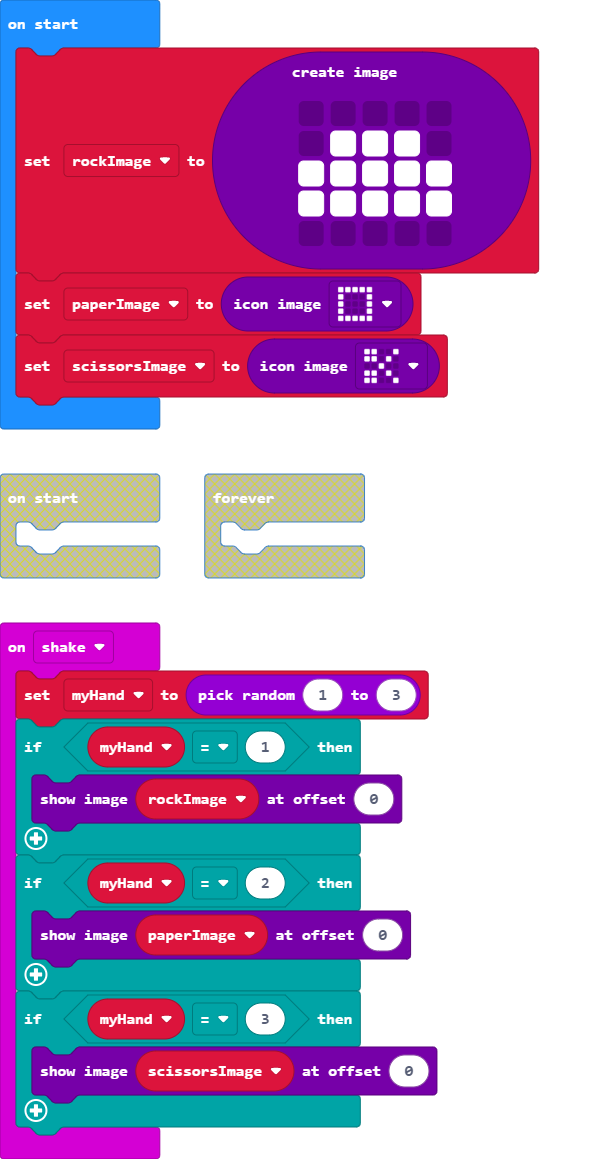 on start
create image
set rockImage to
set paperImage to icon image
set scissorsImage to icon image
on start forever
on shake
set myHand to pick random 1 to 3
if myHand = 1 then
show image rockImage at offset 0
if myHand = 2 then
show image paperImage at offset 0
if myHand = 3 then
show image scissorsImage at offset 0